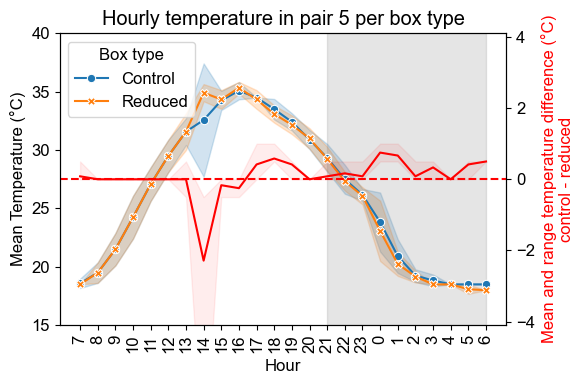 Hourly temperature in pair 5 per box type
Mean Temperature (°C)
40
35
30
25
20
15
Box type
Control
Reduced
4
2
0
−2
−4
Mean and range temperature difference (°C)
control - reduced
7 8 9 10 11 12 13 14 15 16 17 18 19 20 21 22 23 0 1 2 3 4 5 6
Hour